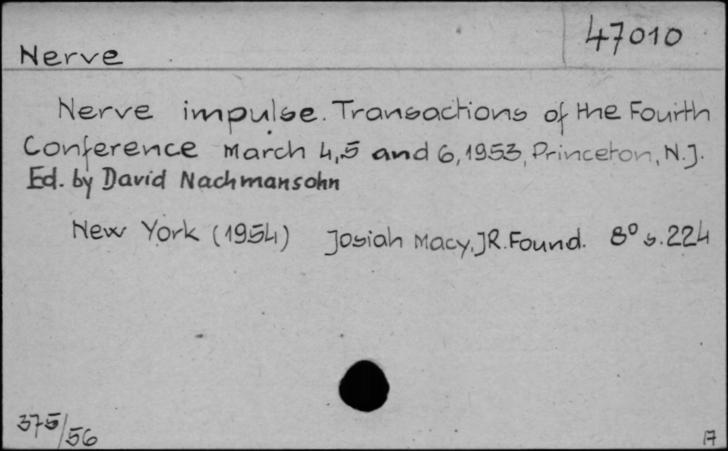 47010
Nerve
Nerve impulse. Transactions of the Fourth
Conference March 4,5 and 6, 1953, Princeton, N.J.
Ed. by David Nachmansohn
New York (1954) Josiah Macy, JR. Found. 8° s. 224
375/56